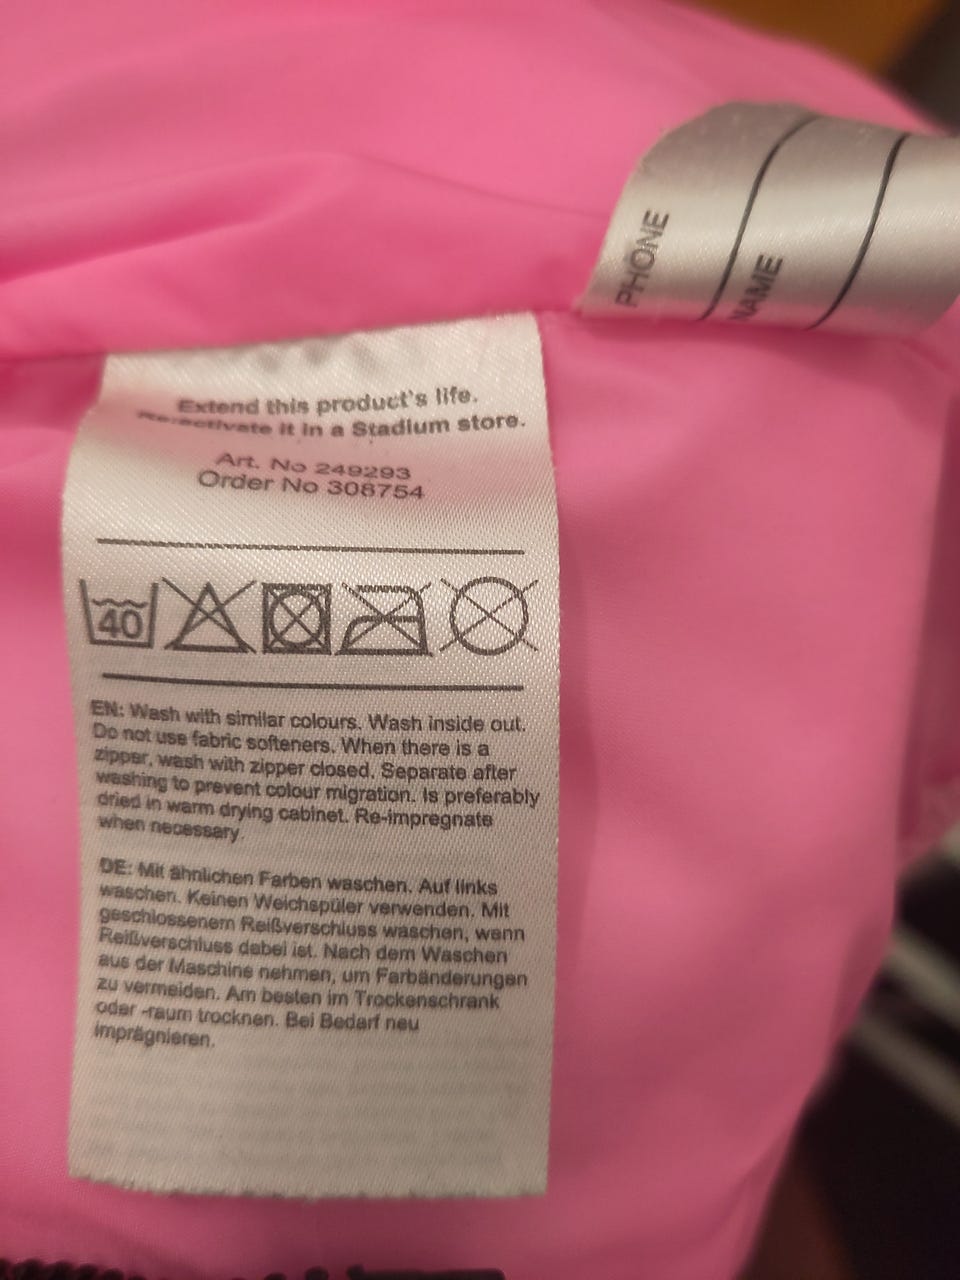 PHONE
NAME
Extend this product's life.
Re:activate it in a Stadium store.
Art. No 249293
Order No 308754
40
EN: Wash with similar colours. Wash inside out.
Do not use fabric softeners. When there is a
zipper, wash with zipper closed. Separate after
washing to prevent colour migration. Is preferably
dried in warm drying cabinet. Re-impregnate
when necessary.
DE: Mit ähnlichen Farben waschen. Auf links
waschen. Keinen Weichspüler verwenden. Mit
geschlossenem Reißverschluss waschen, wenn
Reißverschluss dabei ist. Nach dem Waschen
aus der Maschine nehmen, um Farbänderungen
zu vermeiden. Am besten im Trockenschrank
oder -raum trocknen. Bei Bedarf neu
imprägnieren.